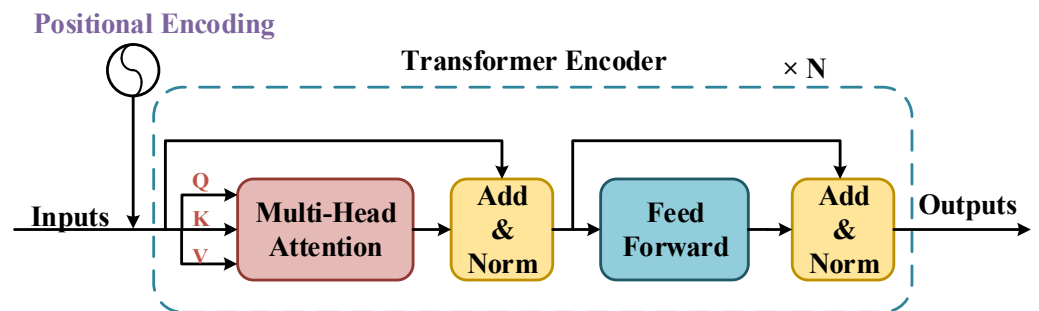 Positional Encoding
Transformer Encoder
× N
Inputs
Q
K
V
Multi-Head
Attention
Add
&
Norm
Feed
Forward
Add
&
Norm
Outputs